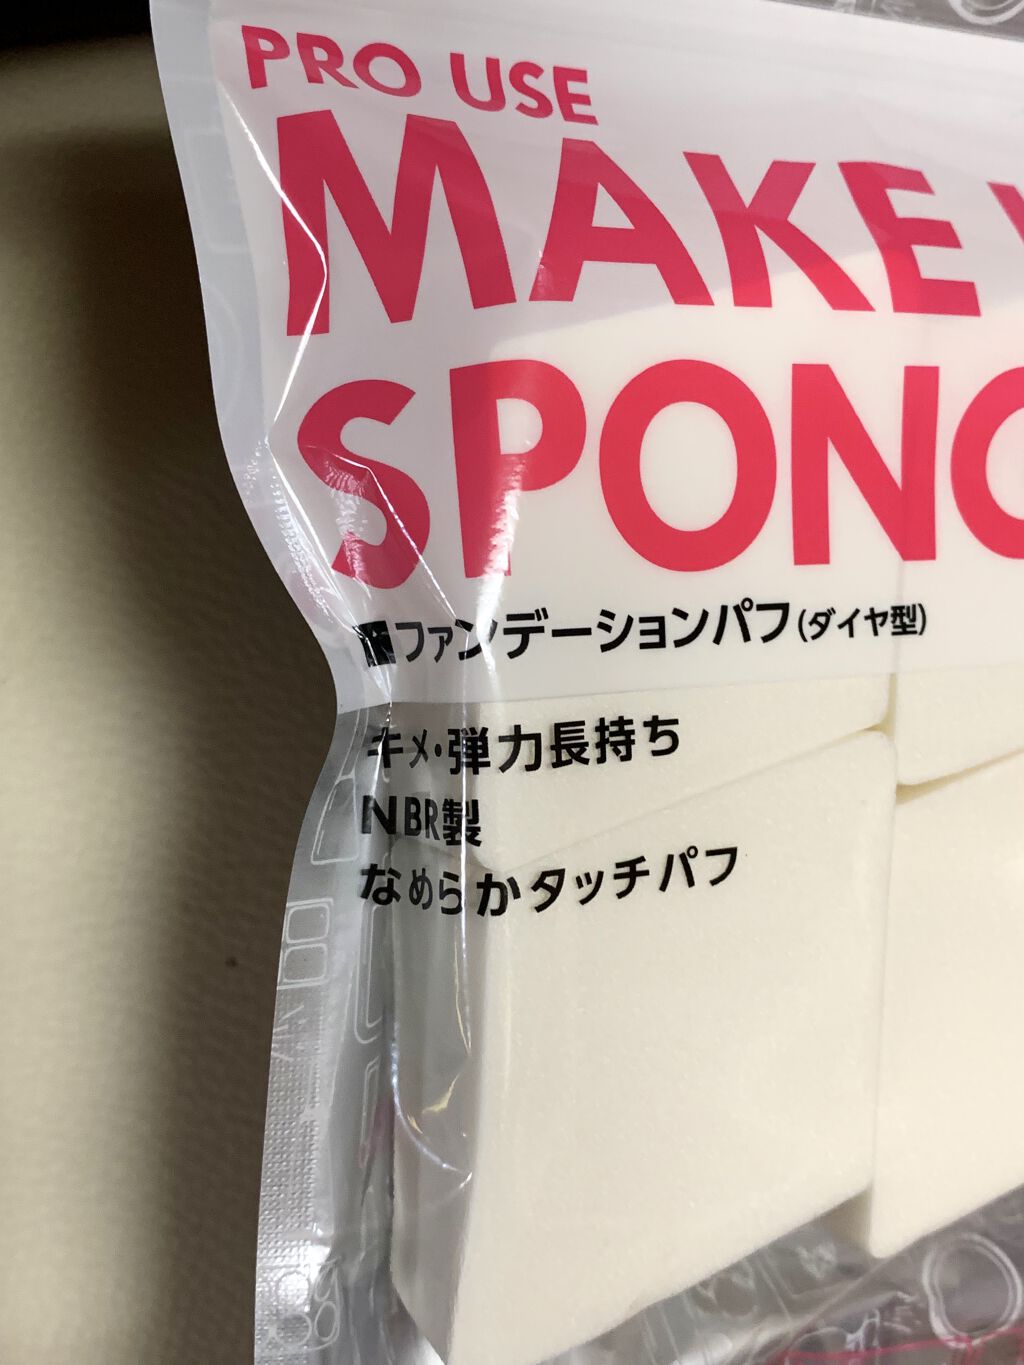 PRO USE
MAKE
SPON
ファンデーションパフ(ダイヤ型)
キメ・弾力長持ち
NBR製
なめらかタッチパフ